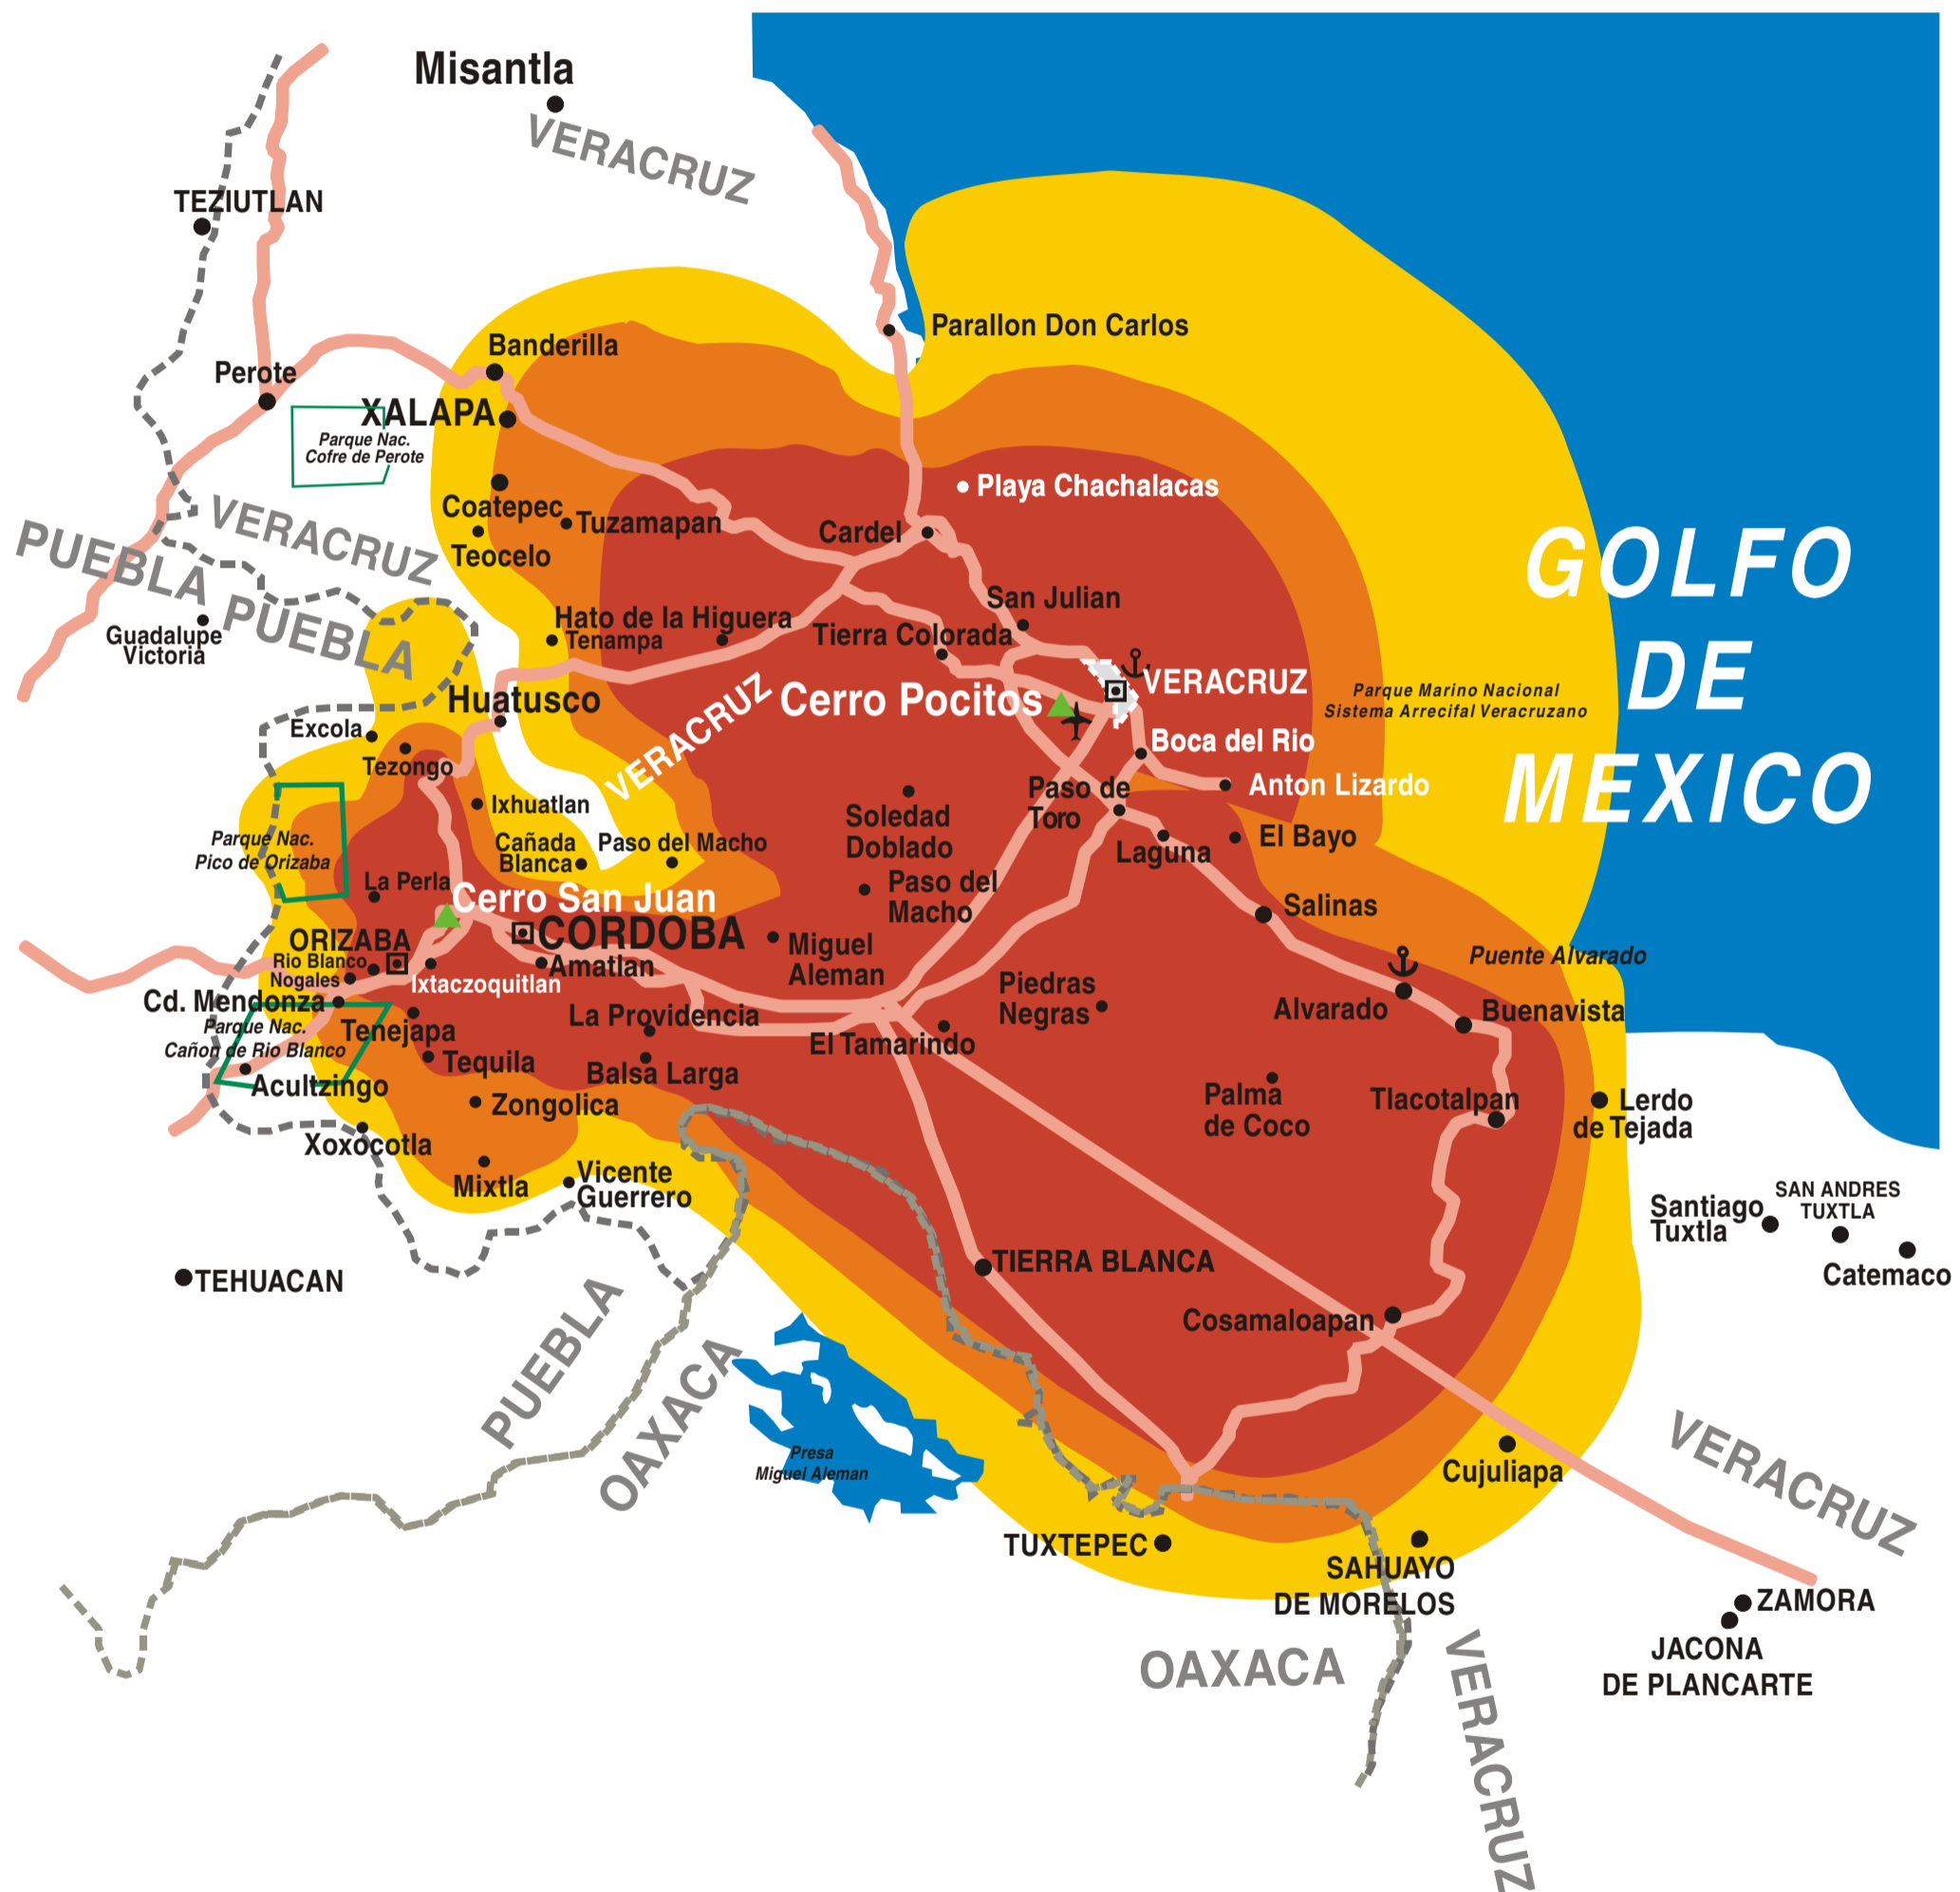 Misantla
VERACRUZ
TEZIUTLAN
Parallon Don Carlos
Banderilla
Perote
XALAPA
Parque Nac.
Cofre de Perote
Playa Chachalacas
Coatepec
Tuzamapan
Cardel
Teocelo
VERACRUZ
PUEBLA
PUEBLA
GOLFO
DE
MEXICO
San Julian
Hato de la Higuera
Tenampa
Tierra Colorada
Guadalupe
Victoria
VERACRUZ
Cerro Pocitos
Parque Marino Nacional
Sistema Arrecifal Veracruzano
Huatusco
VERACRUZ
Excola
Tezongo
Boca del Rio
Anton Lizardo
Paso de
Toro
Ixhuatlan
Soledad
Doblado
El Bayo
Laguna
Parque Nac.
Pico de Orizaba
Cañada
Blanca
Paso del Macho
La Perla
Paso del
Macho
Cerro San Juan
Salinas
CORDOBA
ORIZABA
Rio Blanco
Nogales
Miguel
Aleman
Amatlan
Ixtaczoquitlan
Puente Alvarado
Piedras
Negras
Cd. Mendonza
Alvarado
Buenavista
Parque Nac.
Cañon de Rio Blanco
Tenejapa
La Providencia
El Tamarindo
Tequila
Balsa Larga
Acultzingo
Zongolica
Palma
de Coco
Tlacotalpan
Lerdo
de Tejada
Xoxocotla
Mixtla
Vicente
Guerrero
Santiago
Tuxtla
SAN ANDRES
TUXTLA
Catemaco
TEHUACAN
TIERRA BLANCA
Cosamaloapan
PUEBLA
OAXACA
Presa
Miguel Aleman
Cujuliapa
VERACRUZ
TUXTEPEC
SAHUAYO
DE MORELOS
ZAMORA
JACONA
DE PLANCARTE
OAXACA
VERACRUZ